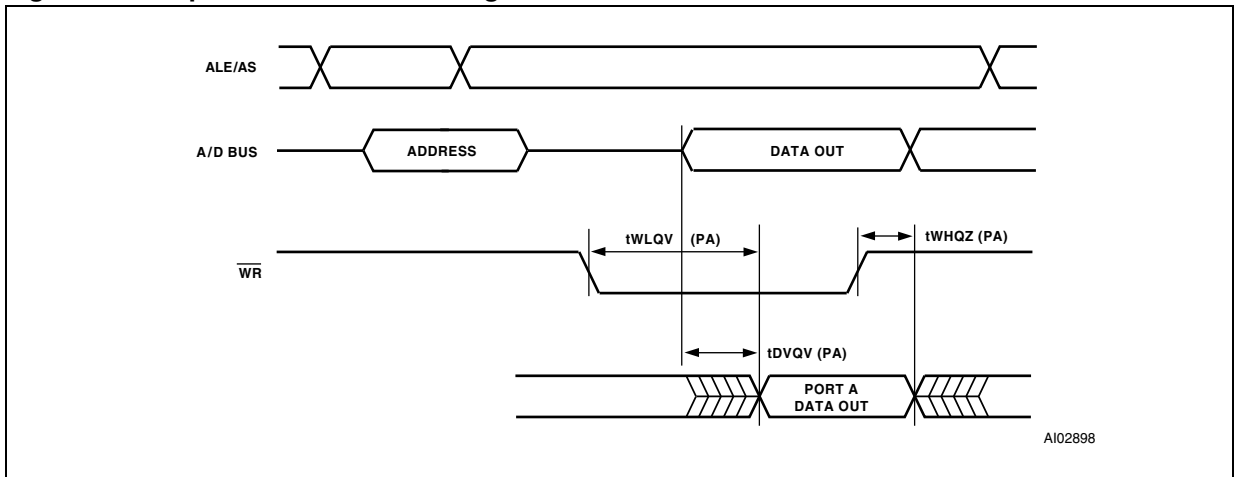 ALE/AS
A/D BUS
ADDRESS
DATA OUT
tWLQV (PA)
tWHQZ (PA)
WR
tDVQV (PA)
PORT A
DATA OUT
AI02898